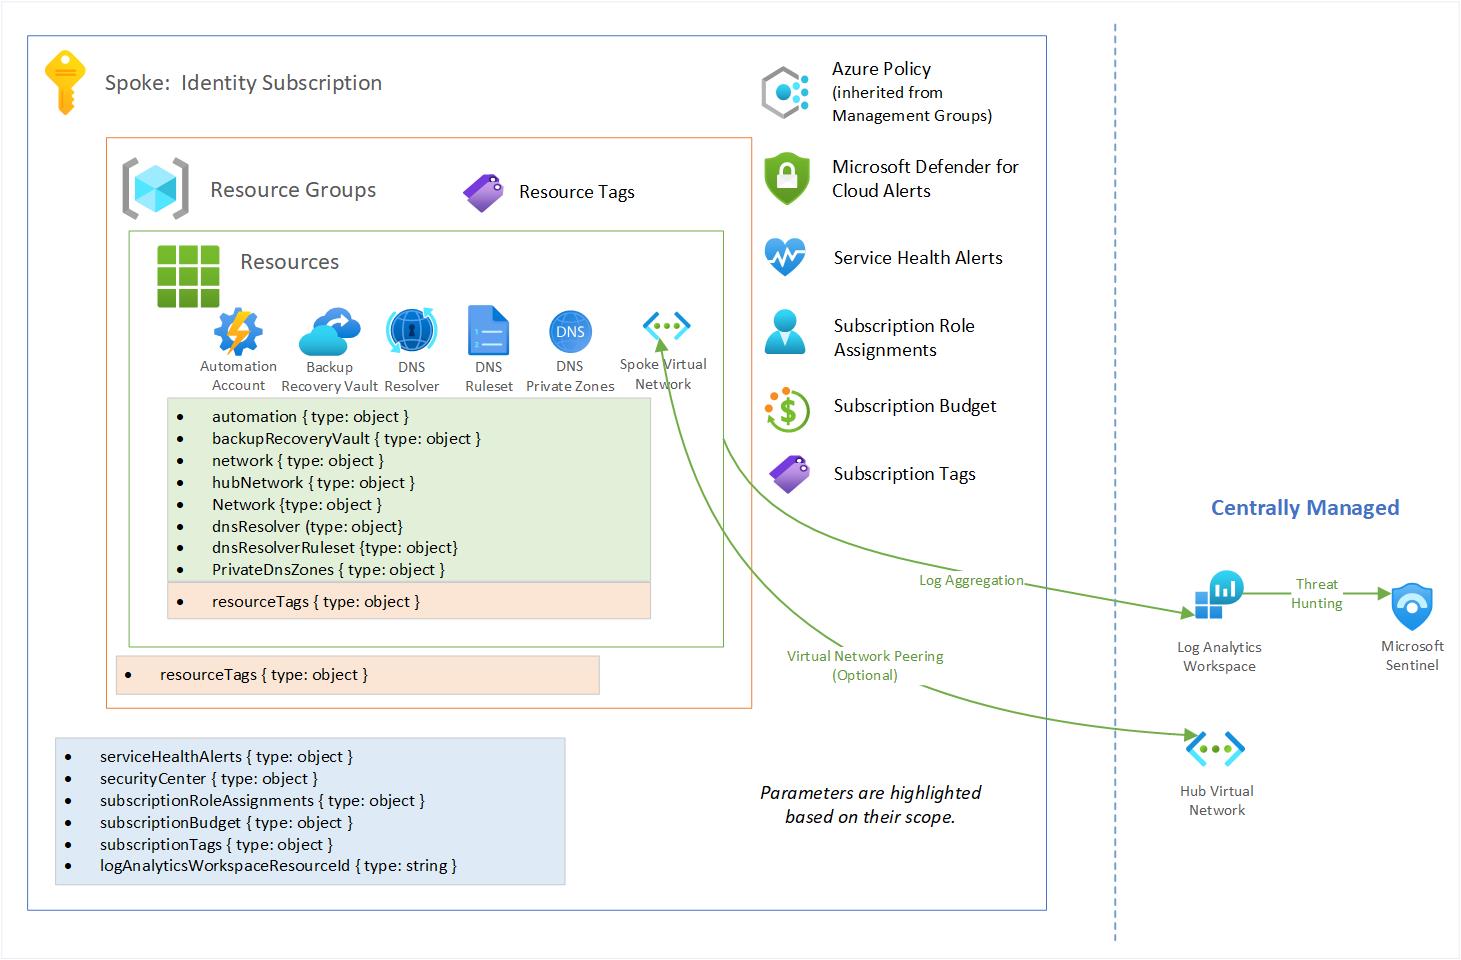 Spoke: Identity Subscription
Azure Policy
(inherited from
Management Groups)
Resource Groups
Resource Tags
Microsoft Defender for
Cloud Alerts
Resources
Service Health Alerts
Automation
Account
Backup
Recovery Vault
DNS
Resolver
DNS
Ruleset
DNS
DNS
Private Zones
Spoke Virtual
Network
Subscription Role
Assignments
Subscription Budget
Subscription Tags
• automation { type: object }
• backupRecoveryVault { type: object }
• network { type: object }
• hubNetwork { type: object }
• Network {type: object }
• dnsResolver (type: object}
• dnsResolverRuleset {type: object}
• PrivateDnsZones { type: object }
• resourceTags { type: object }
• resourceTags { type: object }
• serviceHealthAlerts { type: object }
• securityCenter { type: object }
• subscriptionRoleAssignments { type: object }
• subscriptionBudget { type: object }
• subscriptionTags { type: object }
• logAnalyticsWorkspaceResourceId { type: string }
Parameters are highlighted
based on their scope.
Log Aggregation
Virtual Network Peering
(Optional)
Centrally Managed
Threat
Hunting
Log Analytics
Workspace
Microsoft
Sentinel
Hub Virtual
Network
1
2